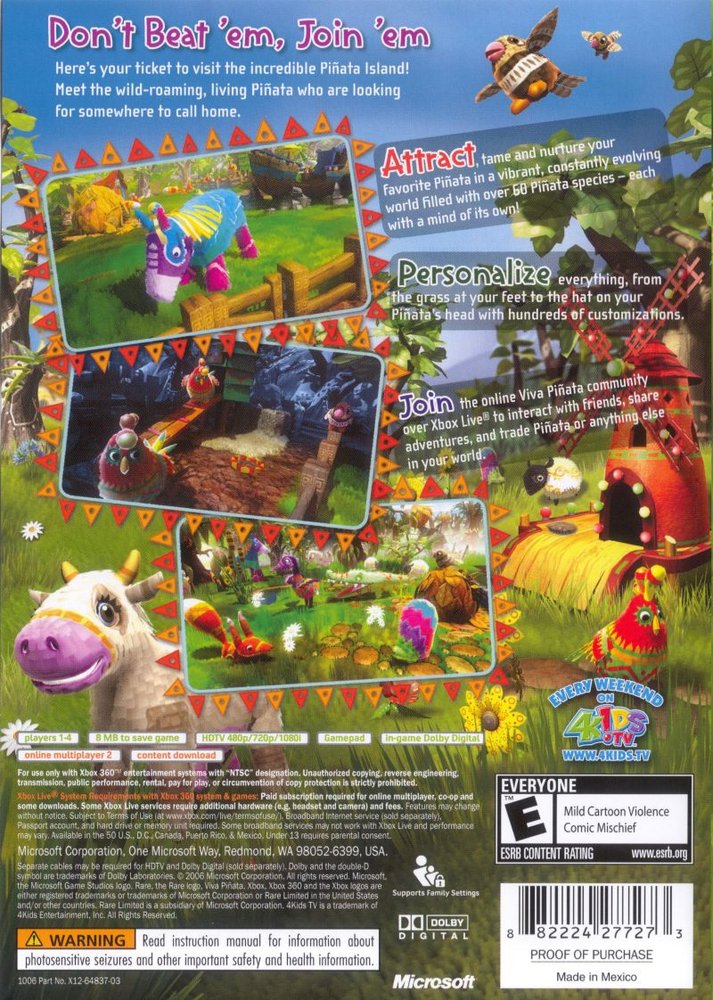 Don't Beat 'em, Join 'em
Here's your ticket to visit the incredible Piñata Island!
Meet the wild-roaming, living Piñata who are looking
for somewhere to call home.
Attract, tame and nurture your
favorite Piñata in a vibrant, constantly evolving
world filled with over 60 Piñata species – each
with a mind of its own!
Personalize everything, from
the grass at your feet to the hat on your
Piñata's head with hundreds of customizations.
Join the online Viva Piñata community
over Xbox Live® to interact with friends, share
adventures, and trade Piñata or anything else
in your world.
EVERY WEEKEND
ON
4KiDS
.TV
WWW.4KIDS.TV
players 1-4
8 MB to save game
HDTV 480p/720p/1080i
Gamepad
in-game Dolby Digital
online multiplayer 2
content download
For use only with Xbox 360™ entertainment systems with "NTSC" designation. Unauthorized copying, reverse engineering,
transmission, public performance, rental, pay for play, or circumvention of copy protection is strictly prohibited.
Xbox Live® System Requirements with Xbox 360 system & games: Paid subscription required for online multiplayer, co-op and
some downloads. Some Xbox Live services require additional hardware (e.g. headset and camera) and fees. Features may change
without notice. Subject to Terms of Use (at www.xbox.com/live/termsofuse/). Broadband Internet service (sold separately),
Passport account, and hard drive or memory unit required. Some broadband services may not work with Xbox Live and performance
may vary. Available in the 50 U.S., D.C., Canada, Puerto Rico, & Mexico. Under 13 requires parental consent.
Microsoft Corporation, One Microsoft Way, Redmond, WA 98052-6399, USA.
Separate cables may be required for HDTV and Dolby Digital (sold separately). Dolby and the double-D
symbol are trademarks of Dolby Laboratories. © 2006 Microsoft Corporation. All rights reserved. Microsoft,
the Microsoft Game Studios logo, Rare, the Rare logo, Viva Piñata, Xbox, Xbox 360 and the Xbox logos are
either registered trademarks or trademarks of Microsoft Corporation or Rare Limited in the United States
and/or other countries. Rare Limited is a subsidiary of Microsoft Corporation. 4Kids TV is a trademark of
4Kids Entertainment, Inc. All Rights Reserved.
WARNING
Read instruction manual for information about
photosensitive seizures and other important safety and health information.
1006 Part No. X12-64837-03
Supports Family Settings
DOLBY
DIGITAL
Microsoft
EVERYONE
E
Mild Cartoon Violence
Comic Mischief
ESRB CONTENT RATING
www.esrb.org
8 82224 27727 3
PROOF OF PURCHASE
Made in Mexico